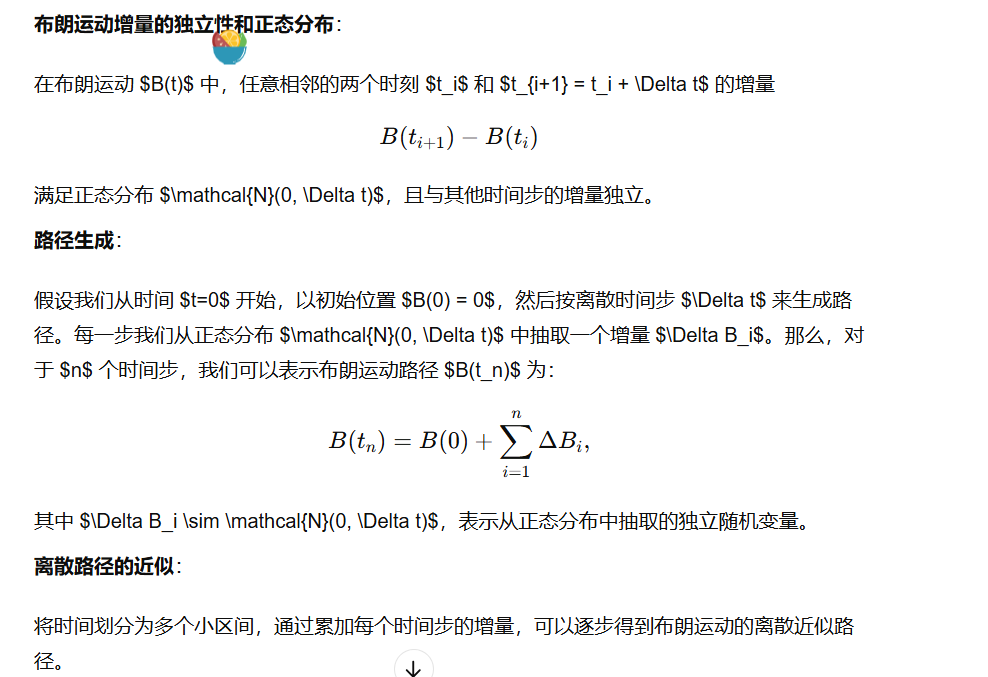 布朗运动增量的独立性和正态分布：
在布朗运动 $B(t)$ 中，任意相邻的两个时刻 $t_i$ 和 $t_{i+1} = t_i + \Delta t$ 的增量
B(t_{i+1}) − B(t_i)
满足正态分布 $\mathcal{N}(0, \Delta t)$，且与其他时间步的增量独立。
路径生成：
假设我们从时间 $t=0$ 开始，以初始位置 $B(0) = 0$，然后按离散时间步 $\Delta t$ 来生成路
径。每一步我们从正态分布 $\mathcal{N}(0, \Delta t)$ 中抽取一个增量 $\Delta B_i$。那么，对
于 $n$ 个时间步，我们可以表示布朗运动路径 $B(t_n)$ 为：
B(t_n) = B(0) + \sum_{i=1}^{n} ΔB_i,
其中 $\Delta B_i \sim \mathcal{N}(0, \Delta t)$，表示从正态分布中抽取的独立随机变量。
离散路径的近似：
将时间划分为多个小区间，通过累加每个时间步的增量，可以逐步得到布朗运动的离散近似路
径。